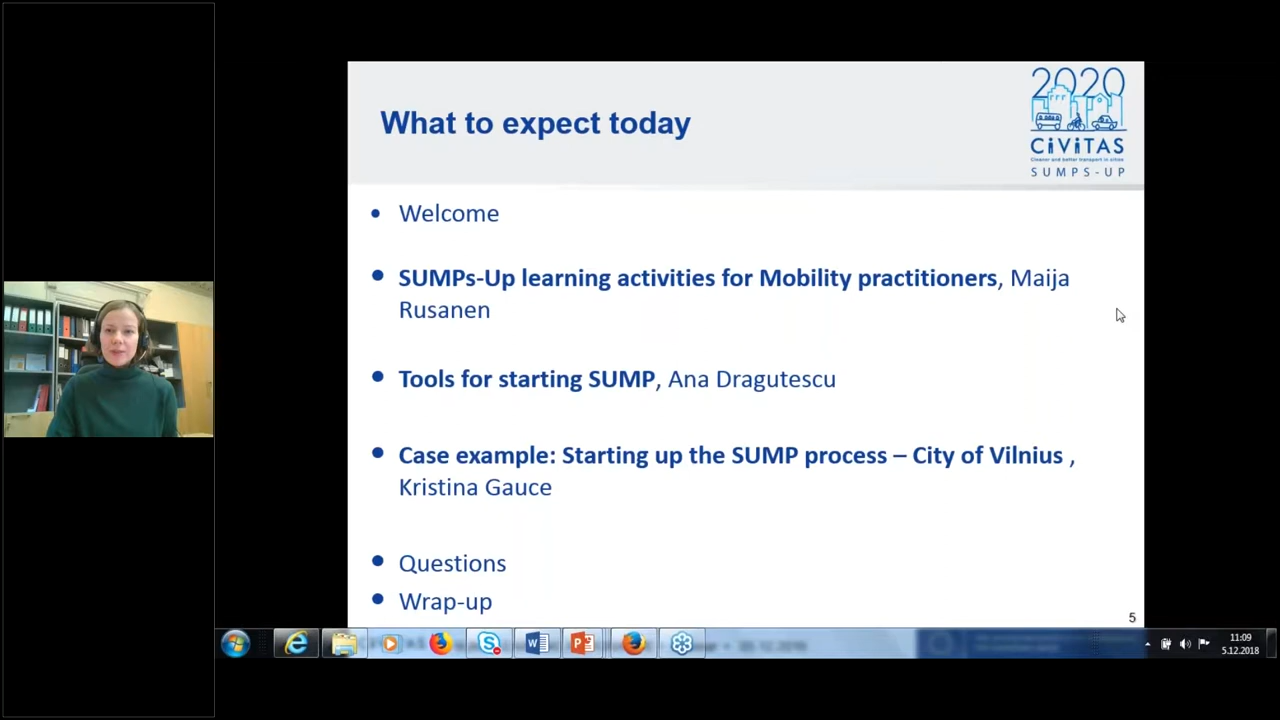 What to expect today
2020
CiViTAS
Cleaner and better transport in cities
SUMPS-UP
• Welcome
• SUMPs-Up learning activities for Mobility practitioners, Maija
Rusanen
• Tools for starting SUMP, Ana Dragutescu
• Case example: Starting up the SUMP process – City of Vilnius ,
Kristina Gauce
• Questions
• Wrap-up
5
11:09
5.12.2018